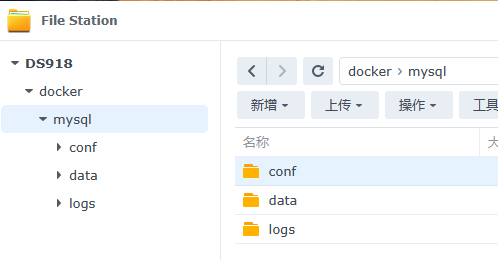 File Station
DS918
docker
mysql
conf
data
logs
docker > mysql
新增 上传 操作 工具
名称 大
conf
data
logs